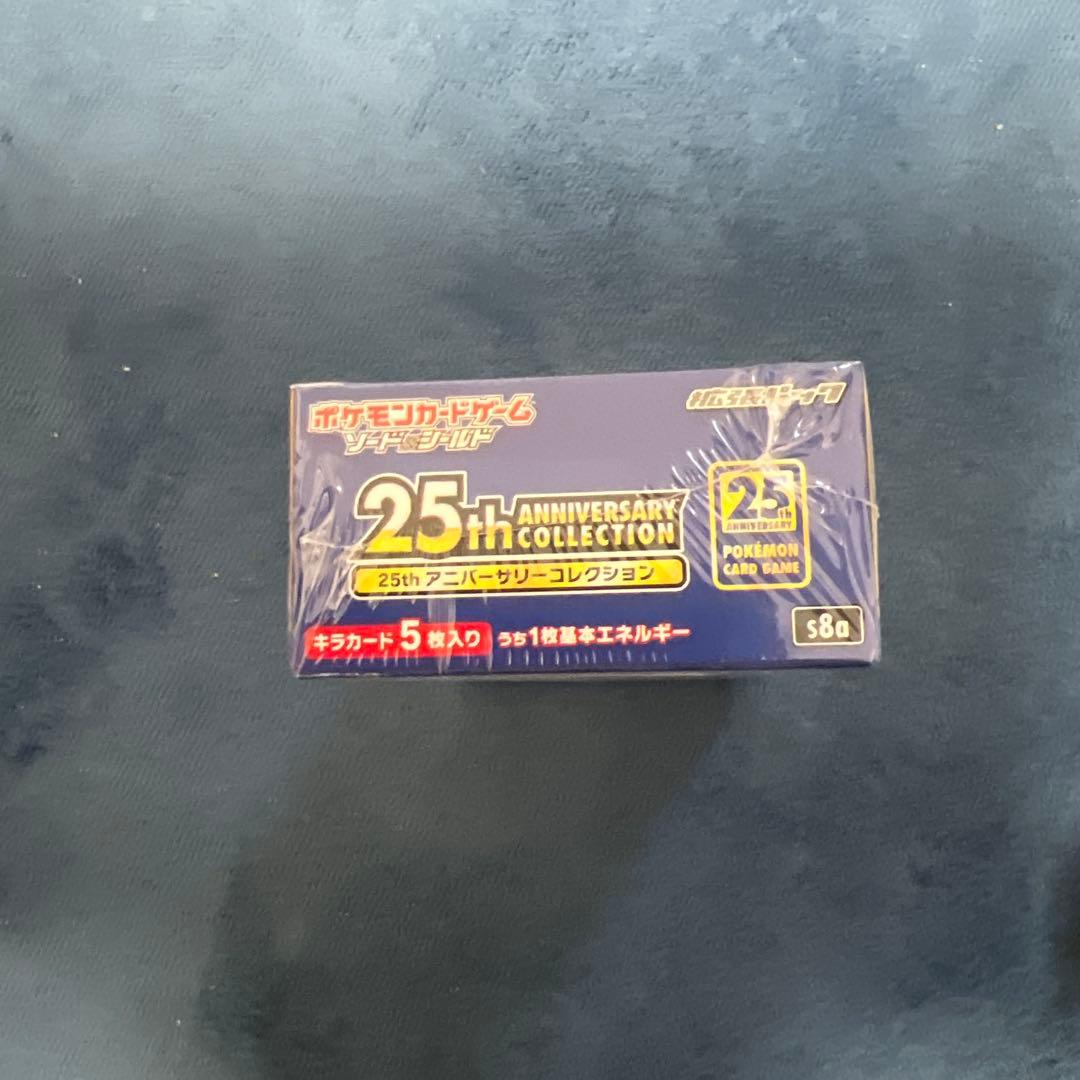 ポケモンカードゲーム
ソード&シールド
拡張パック
25th ANNIVERSARY COLLECTION
25th アニバーサリーコレクション
25th
ANNIVERSARY
POKÉMON
CARD GAME
キラカード5枚入り うち1枚基本エネルギー
s8a